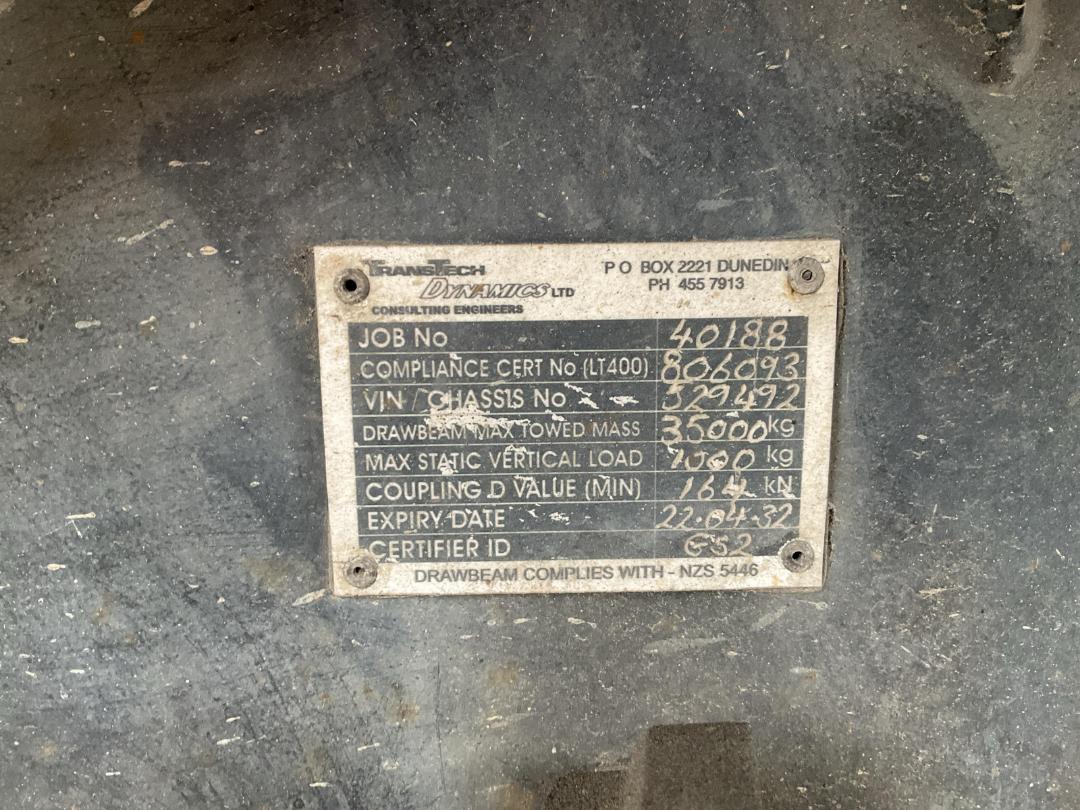 TRANSTECH P O BOX 2221 DUNEDIN
DYNAMICS LTD PH 455 7913
CONSULTING ENGINEERS
JOB No 40188
COMPLIANCE CERT No (LT400) 806093
VIN / CHASSIS No 529492
DRAWBEAM MAX TOWED MASS 35000 kg
MAX STATIC VERTICAL LOAD 1000 kg
COUPLING D VALUE (MIN) 164 kN
EXPIRY DATE 22.04.32
CERTIFIER ID GS2
DRAWBEAM COMPLIES WITH - NZS 5446